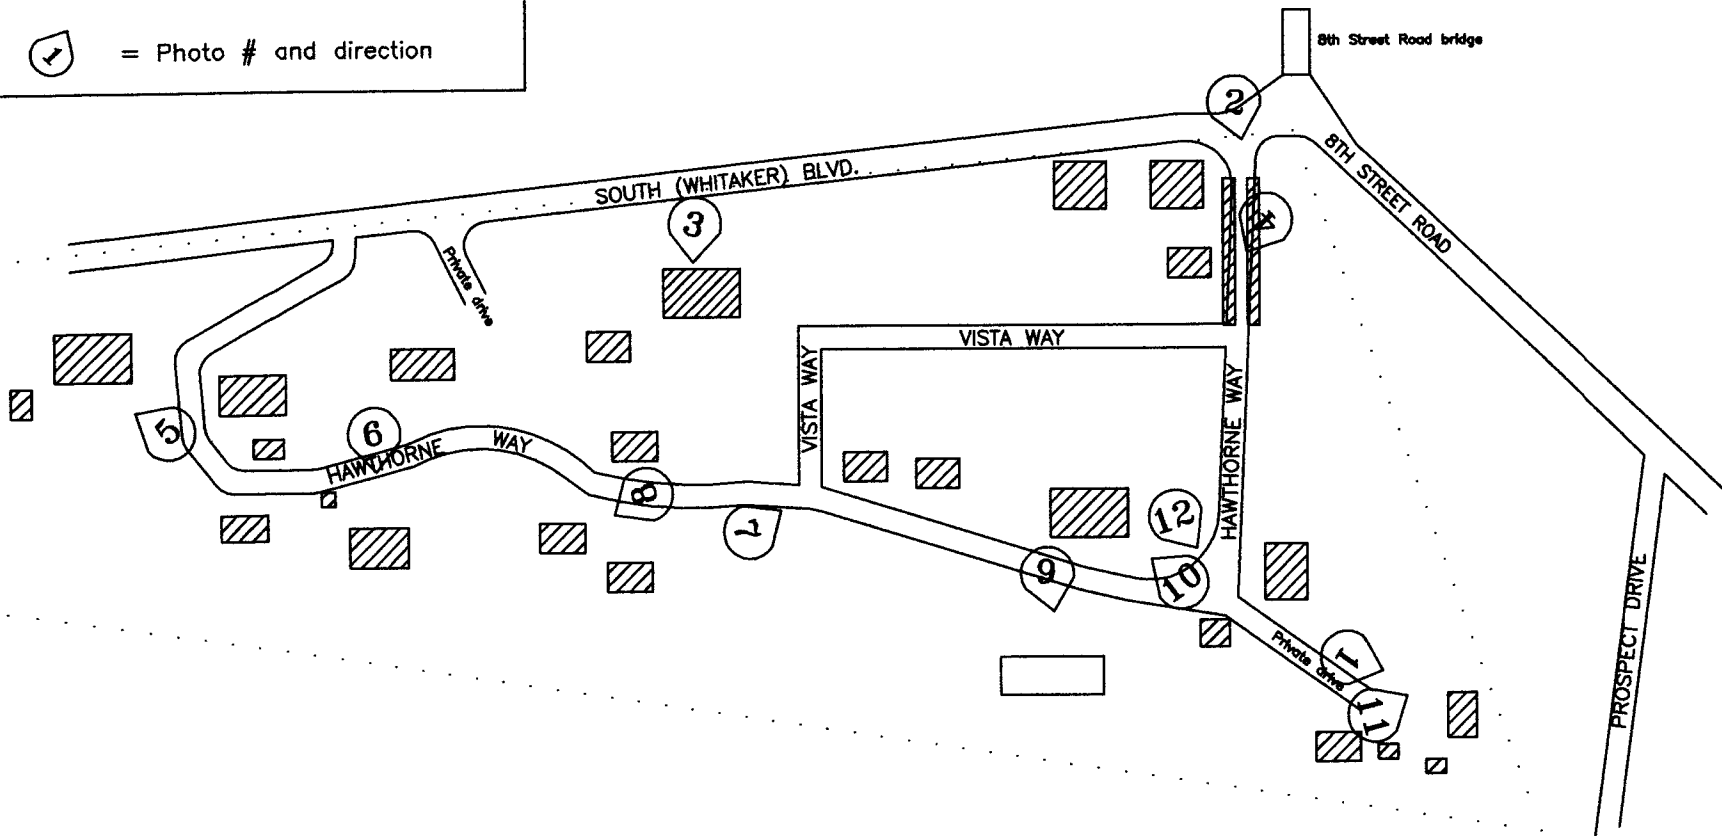 1 = Photo # and direction
8th Street Road bridge
2
8TH STREET ROAD
SOUTH (WHITAKER) BLVD.
3
4
Private drive
VISTA WAY
VISTA WAY
HAWTHORNE WAY
5
6
HAWTHORNE WAY
8
7
12
9
10
PROSPECT DRIVE
1
Private drive
11